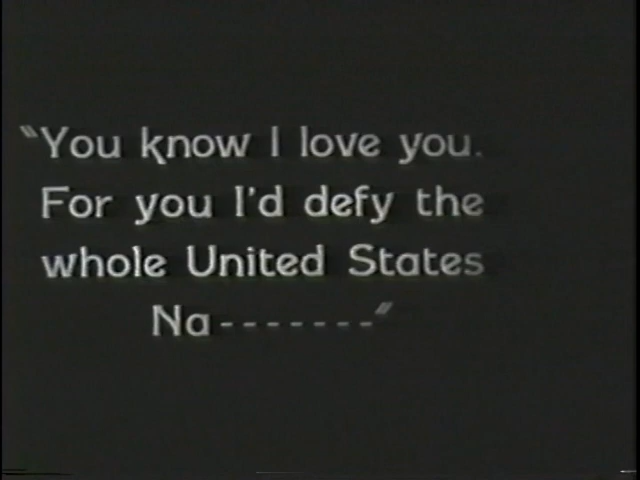 "You know I love you.
For you I'd defy the
whole United States
Na-------"